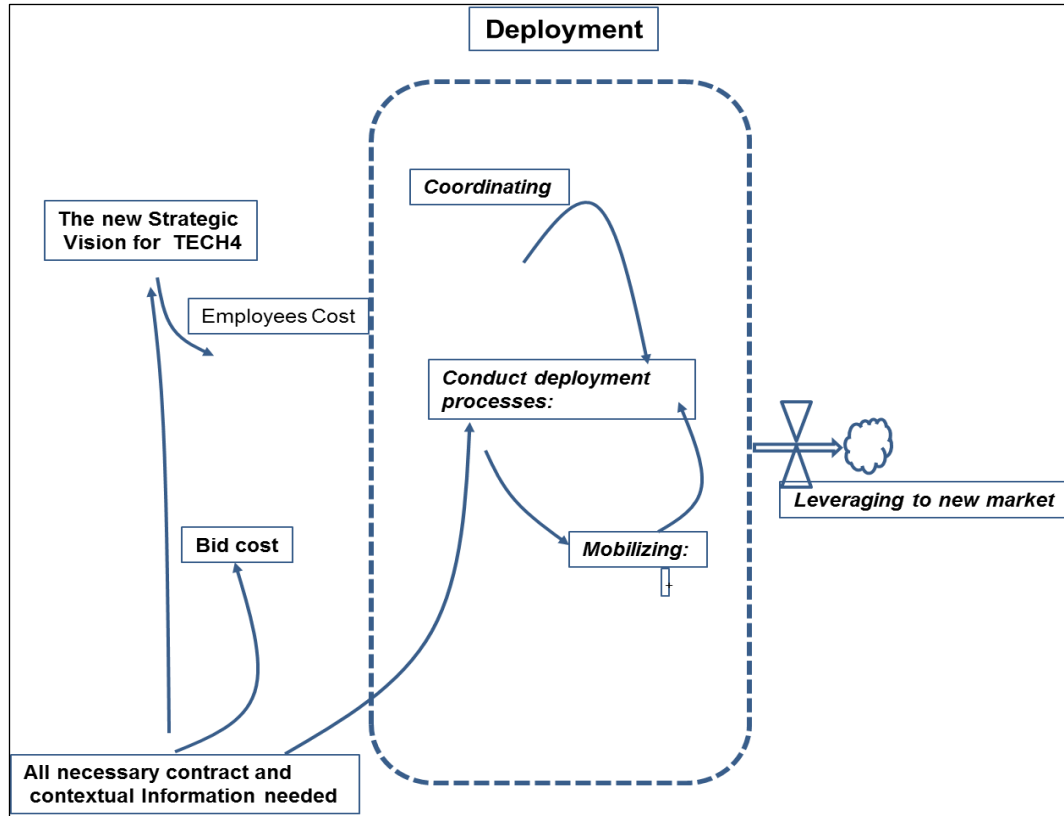 Deployment
Coordinating
The new Strategic
Vision for TECH4
Employees Cost
Conduct deployment
processes:
Leveraging to new market
Bid cost
Mobilizing:
+
All necessary contract and
contextual Information needed